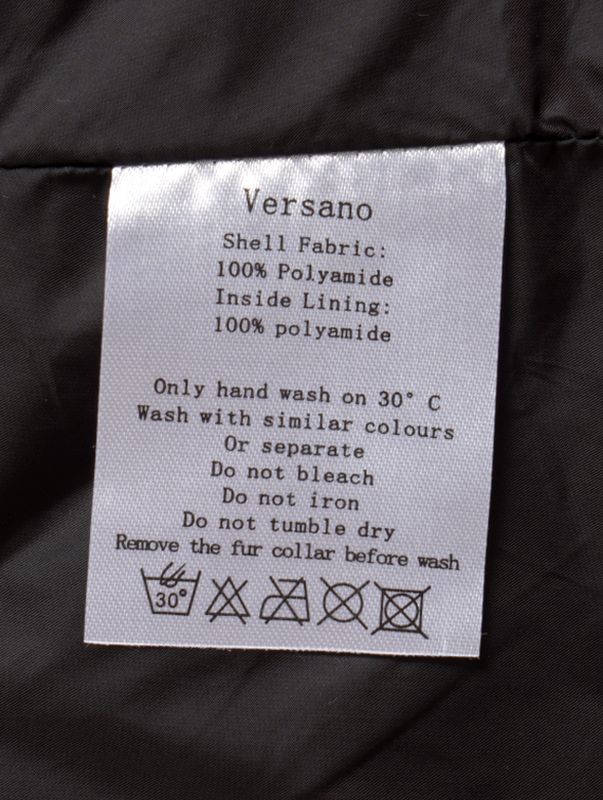 Versano
Shell Fabric:
100% Polyamide
Inside Lining:
100% polyamide
Only hand wash on 30° C
Wash with similar colours
Or separate
Do not bleach
Do not iron
Do not tumble dry
Remove the fur collar before wash
30°